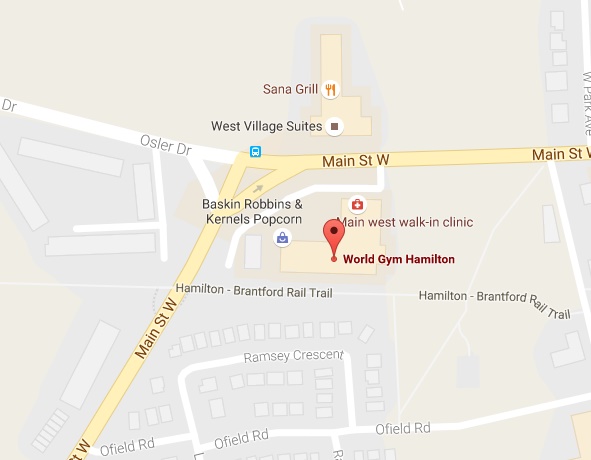 Sana Grill
W Park Ave
Dr
West Village Suites
Osler Dr
Main St W
Main St W
Baskin Robbins &
Kernels Popcorn
Main west walk-in clinic
World Gym Hamilton
Hamilton - Brantford Rail Trail
Hamilton - Brantford Rail Trail
Main St W
Ramsey Crescent
Ofield Rd
Ofield Rd
Ofield Rd
St W